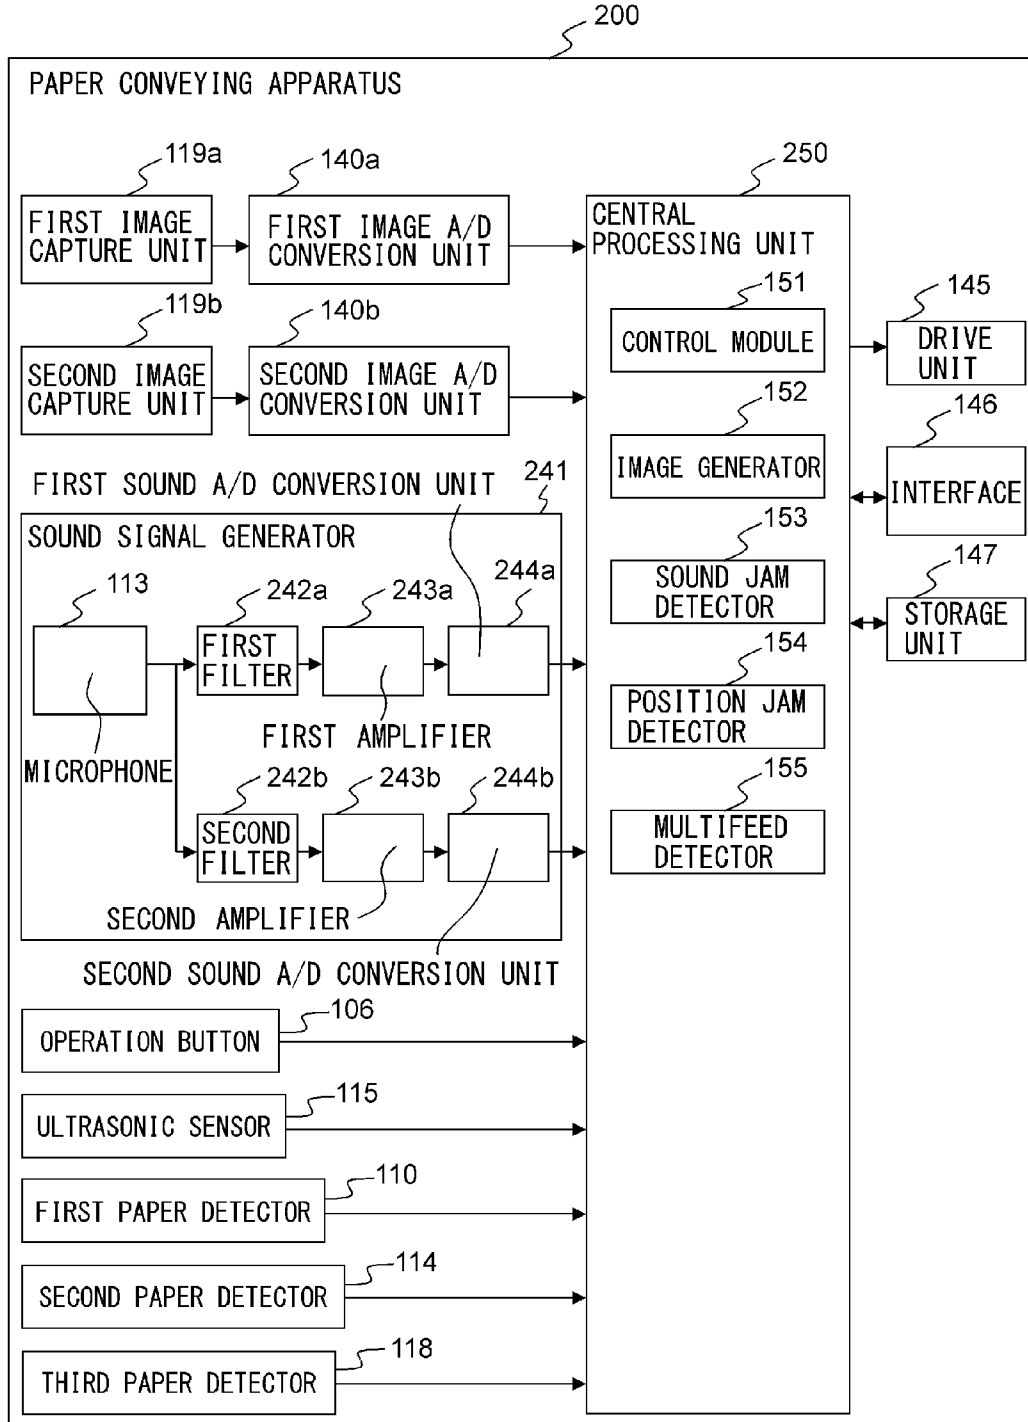 200
PAPER CONVEYING APPARATUS
119a
140a
250
FIRST IMAGE
CAPTURE UNIT
FIRST IMAGE A/D
CONVERSION UNIT
CENTRAL
PROCESSING UNIT
119b
140b
151
145
SECOND IMAGE
CAPTURE UNIT
SECOND IMAGE A/D
CONVERSION UNIT
CONTROL MODULE
DRIVE
UNIT
152
146
FIRST SOUND A/D CONVERSION UNIT
241
IMAGE GENERATOR
INTERFACE
SOUND SIGNAL GENERATOR
153
147
113
242a
243a
244a
SOUND JAM
DETECTOR
STORAGE
UNIT
FIRST
FILTER
154
FIRST AMPLIFIER
POSITION JAM
DETECTOR
MICROPHONE
242b
243b
244b
155
SECOND
FILTER
MULTIFEED
DETECTOR
SECOND AMPLIFIER
SECOND SOUND A/D CONVERSION UNIT
106
OPERATION BUTTON
115
ULTRASONIC SENSOR
110
FIRST PAPER DETECTOR
114
SECOND PAPER DETECTOR
118
THIRD PAPER DETECTOR